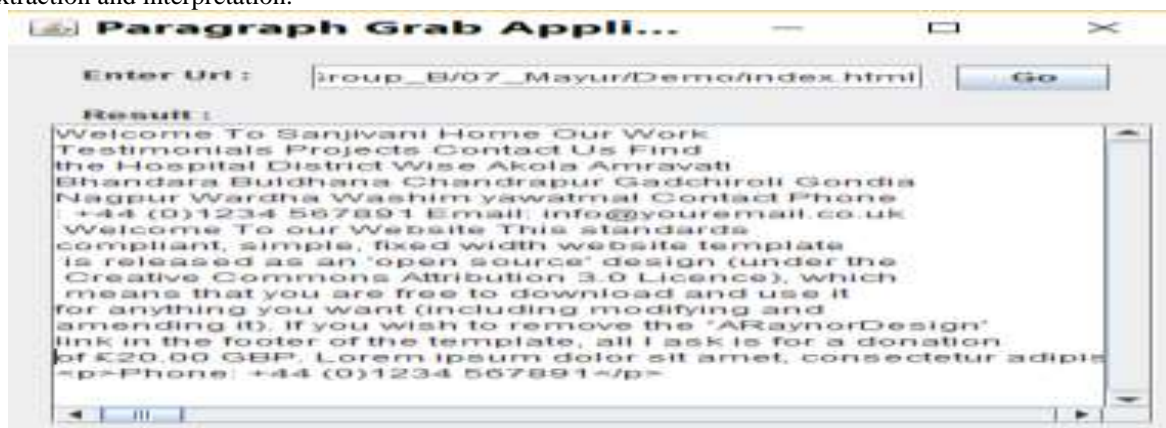 xtraction and interpretation.
Paragraph Grab Appli...
Enter Url : Group_B/07_Mayur/Demo/index.html Go
Result :
Welcome To Sanjivani Home Our Work
Testimonials Projects Contact Us Find
the Hospital District Wise Akola Amravati
Bhandara Buldhana Chandrapur Gadchiroli Gondia
Nagpur Wardha Washim yawatmal Contact Phone
: +44 (0)1234 567891 Email: info@youremail.co.uk
Welcome To our Website This standards
compliant, simple, fixed width website template
is released as an 'open source' design (under the
Creative Commons Attribution 3.0 Licence), which
means that you are free to download and use it
for anything you want (including modifying and
amending it). If you wish to remove the 'ARaynorDesign'
link in the footer of the template, all I ask is for a donation
of £20.00 GBP. Lorem ipsum dolor sit amet, consectetur adipis
<p>Phone: +44 (0)1234 567891</p>